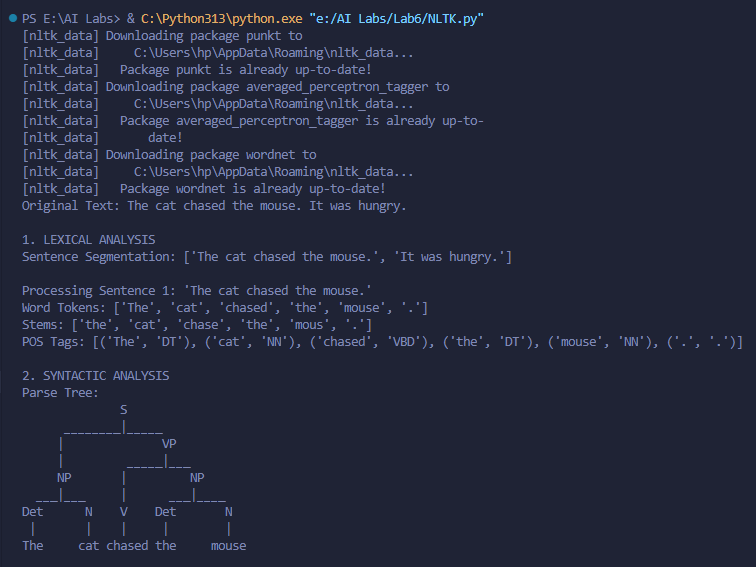 PS E:\AI Labs> & C:\Python313\python.exe "e:/AI Labs/Lab6/NLTK.py"
[nltk_data] Downloading package punkt to
[nltk_data]     C:\Users\hp\AppData\Roaming\nltk_data...
[nltk_data]   Package punkt is already up-to-date!
[nltk_data] Downloading package averaged_perceptron_tagger to
[nltk_data]     C:\Users\hp\AppData\Roaming\nltk_data...
[nltk_data]   Package averaged_perceptron_tagger is already up-to-
[nltk_data]       date!
[nltk_data] Downloading package wordnet to
[nltk_data]     C:\Users\hp\AppData\Roaming\nltk_data...
[nltk_data]   Package wordnet is already up-to-date!
Original Text: The cat chased the mouse. It was hungry.

1. LEXICAL ANALYSIS
Sentence Segmentation: ['The cat chased the mouse.', 'It was hungry.']

Processing Sentence 1: 'The cat chased the mouse.'
Word Tokens: ['The', 'cat', 'chased', 'the', 'mouse', '.']
Stems: ['the', 'cat', 'chase', 'the', 'mous', '.']
POS Tags: [('The', 'DT'), ('cat', 'NN'), ('chased', 'VBD'), ('the', 'DT'), ('mouse', 'NN'), ('.', '.')]

2. SYNTACTIC ANALYSIS
Parse Tree:
              S
      ________|_____
     |              VP
     |         _____|___
     NP       |         NP
  ___|___     |      ___|____
Det      N    V    Det       N
 |       |    |     |        |
The     cat chased the     mouse